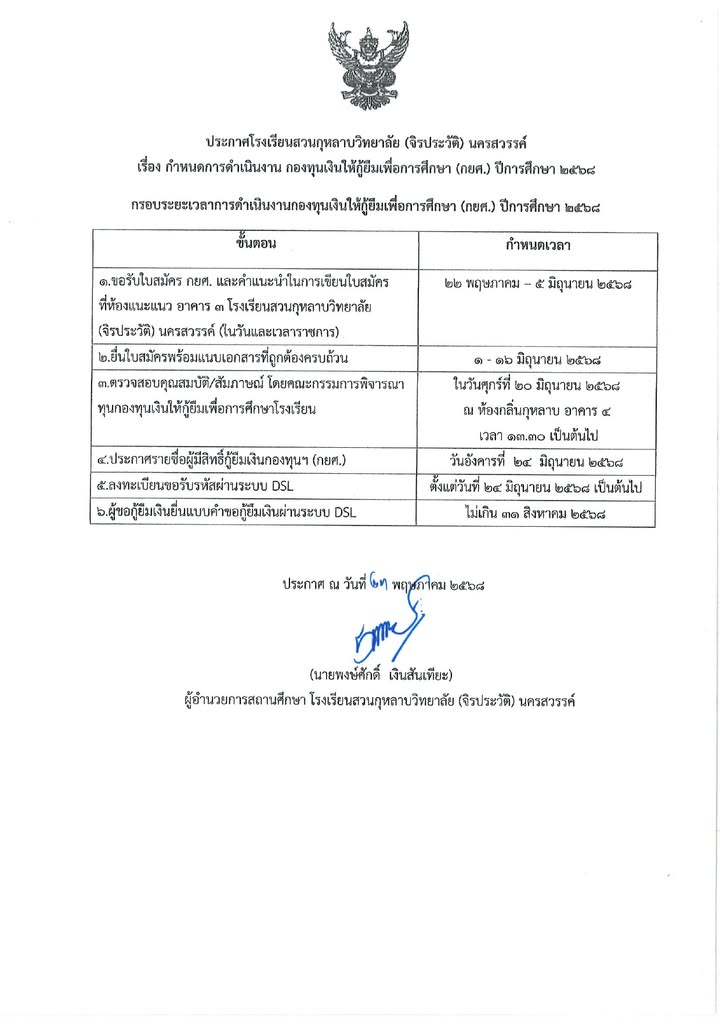 ประกาศโรงเรียนสวนกุหลาบวิทยาลัย (จิรประวัติ) นครสวรรค์
เรื่อง กำหนดการดำเนินงาน กองทุนเงินให้กู้ยืมเพื่อการศึกษา (กยศ.) ปีการศึกษา ๒๕๖๘
กรอบระยะเวลาการดำเนินงานกองทุนเงินให้กู้ยืมเพื่อการศึกษา (กยศ.) ปีการศึกษา ๒๕๖๘
ขั้นตอน
กำหนดเวลา
๑.ขอรับใบสมัคร กยศ. และคำแนะนำในการเขียนใบสมัคร
ที่ห้องแนะแนว อาคาร ๓ โรงเรียนสวนกุหลาบวิทยาลัย
(จิรประวัติ) นครสวรรค์ (ในวันและเวลาราชการ)
๒๒ พฤษภาคม – ๕ มิถุนายน ๒๕๖๘
๒.ยื่นใบสมัครพร้อมแนบเอกสารที่ถูกต้องครบถ้วน
๑ - ๑๖ มิถุนายน ๒๕๖๘
๓.ตรวจสอบคุณสมบัติ/สัมภาษณ์ โดยคณะกรรมการพิจารณา
ทุนกองทุนเงินให้กู้ยืมเพื่อการศึกษาโรงเรียน
ในวันศุกร์ที่ ๒๐ มิถุนายน ๒๕๖๘
ณ ห้องกลิ่นกุหลาบ อาคาร ๔
เวลา ๑๓.๓๐ เป็นต้นไป
๔.ประกาศรายชื่อผู้มีสิทธิ์กู้ยืมเงินกองทุนฯ (กยศ.)
วันอังคารที่ ๒๔ มิถุนายน ๒๕๖๘
๕.ลงทะเบียนขอรับรหัสผ่านระบบ DSL
ตั้งแต่วันที่ ๒๔ มิถุนายน ๒๕๖๘ เป็นต้นไป
๖.ผู้ขอกู้ยืมเงินยื่นแบบคำขอกู้ยืมเงินผ่านระบบ DSL
ไม่เกิน ๓๑ สิงหาคม ๒๕๖๘
ประกาศ ณ วันที่ พฤษภาคม ๒๕๖๘
(นายพงษ์ศักดิ์ เงินสันเทียะ)
ผู้อำนวยการสถานศึกษา โรงเรียนสวนกุหลาบวิทยาลัย (จิรประวัติ) นครสวรรค์